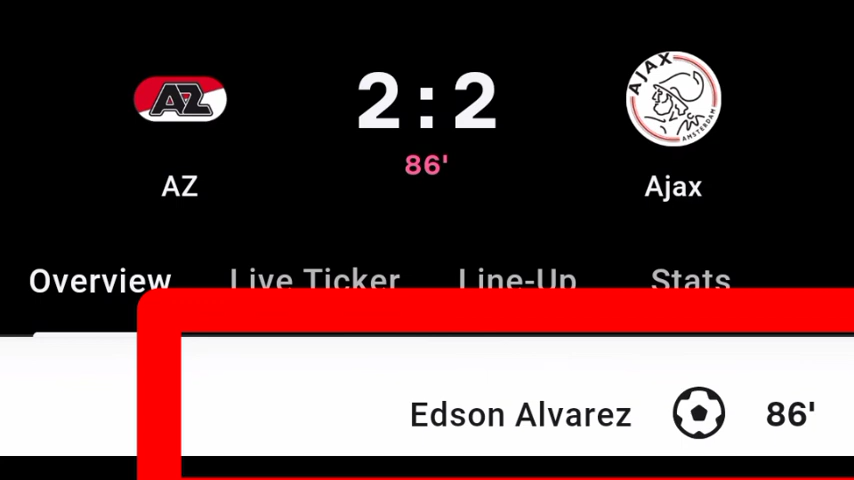 AZ
AJAX
AMSTERDAM
2:2
86'
AZ
Ajax
Overview
Live Ticker
Line-Up
Stats
Edson Alvarez
86'